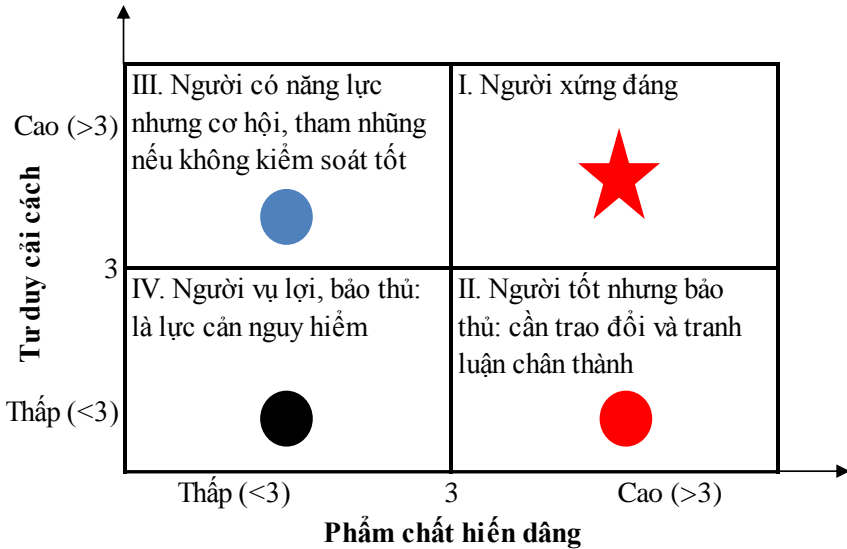 III. Người có năng lực
nhưng cơ hội, tham nhũng
nếu không kiểm soát tốt
I. Người xứng đáng
Cao (>3)
Tư duy cải cách
3
IV. Người vụ lợi, bảo thủ:
là lực cản nguy hiểm
II. Người tốt nhưng bảo
thủ: cần trao đổi và tranh
luận chân thành
Thấp (<3)
Thấp (<3)
3
Cao (>3)
Phẩm chất hiến dâng